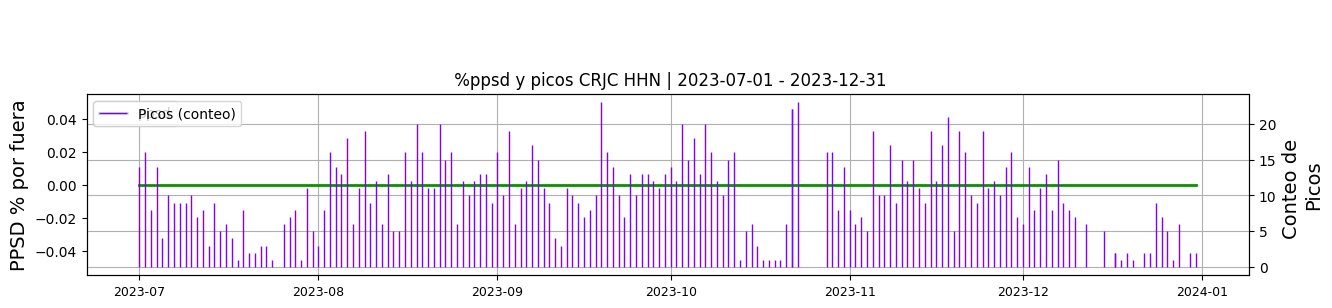 %ppsd y picos CRJC HHN | 2023-07-01 - 2023-12-31
Picos (conteo)
PPSD % por fuera
0.04
0.02
0.00
−0.02
−0.04
20
15
10
5
0
Conteo de
Picos
2023-07 2023-08 2023-09 2023-10 2023-11 2023-12 2024-01